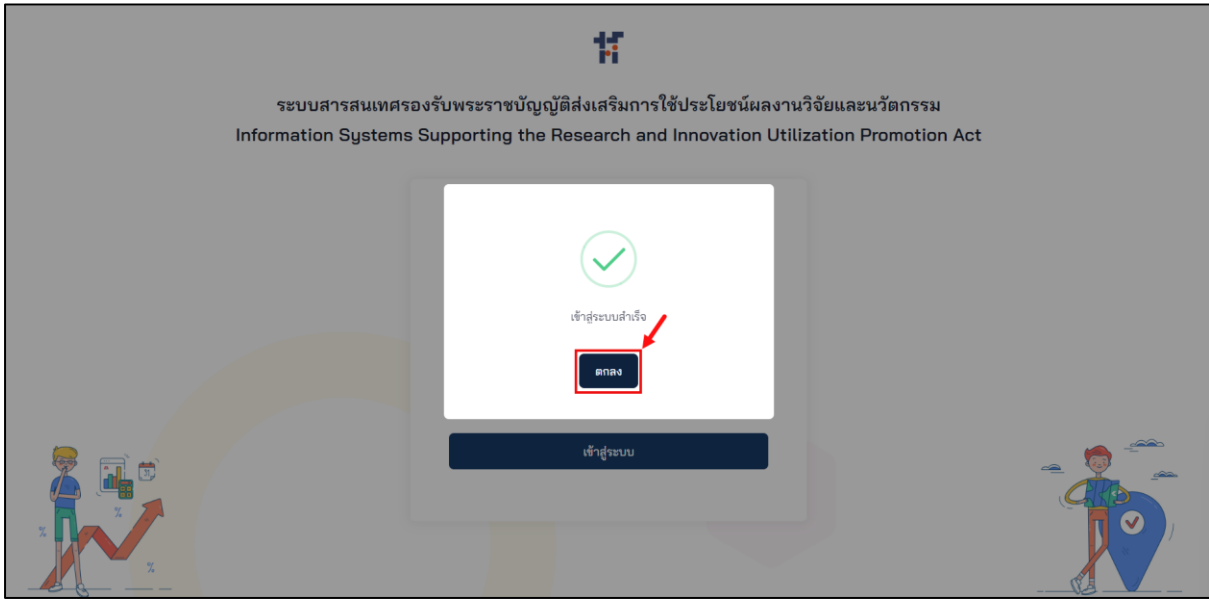 ระบบสารสนเทศรองรับพระราชบัญญัติส่งเสริมการใช้ประโยชน์ผลงานวิจัยและนวัตกรรม
Information Systems Supporting the Research and Innovation Utilization Promotion Act
เข้าสู่ระบบสำเร็จ
ตกลง
เข้าสู่ระบบ
31
%
%
%